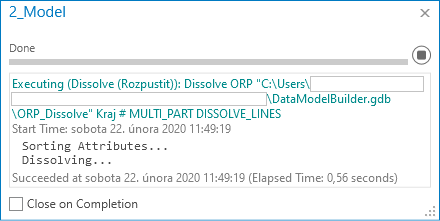 2_Model
Done
Executing (Dissolve (Rozpustit)): Dissolve ORP "C:\Users\
\DataModelBuilder.gdb
\ORP_Dissolve" Kraj # MULTI_PART DISSOLVE_LINES
Start Time: sobota 22. února 2020 11:49:19
Sorting Attributes...
Dissolving...
Succeeded at sobota 22. února 2020 11:49:19 (Elapsed Time: 0,56 seconds)
Close on Completion